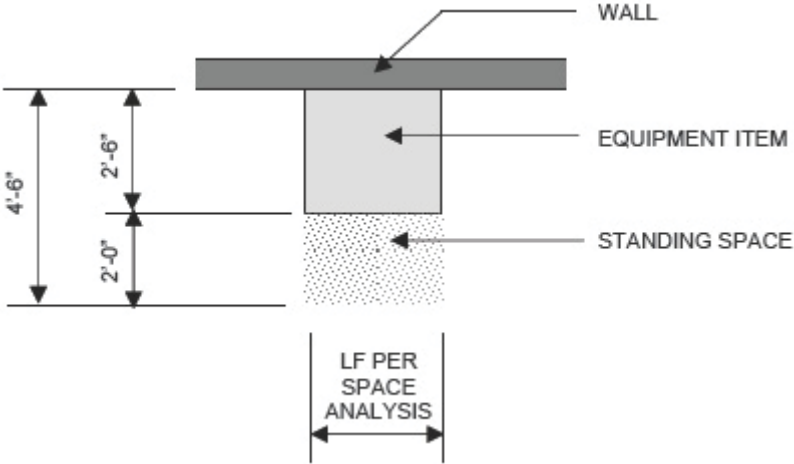 WALL
EQUIPMENT ITEM
2'-6"
4'-6"
STANDING SPACE
2'-0"
LF PER
SPACE
ANALYSIS